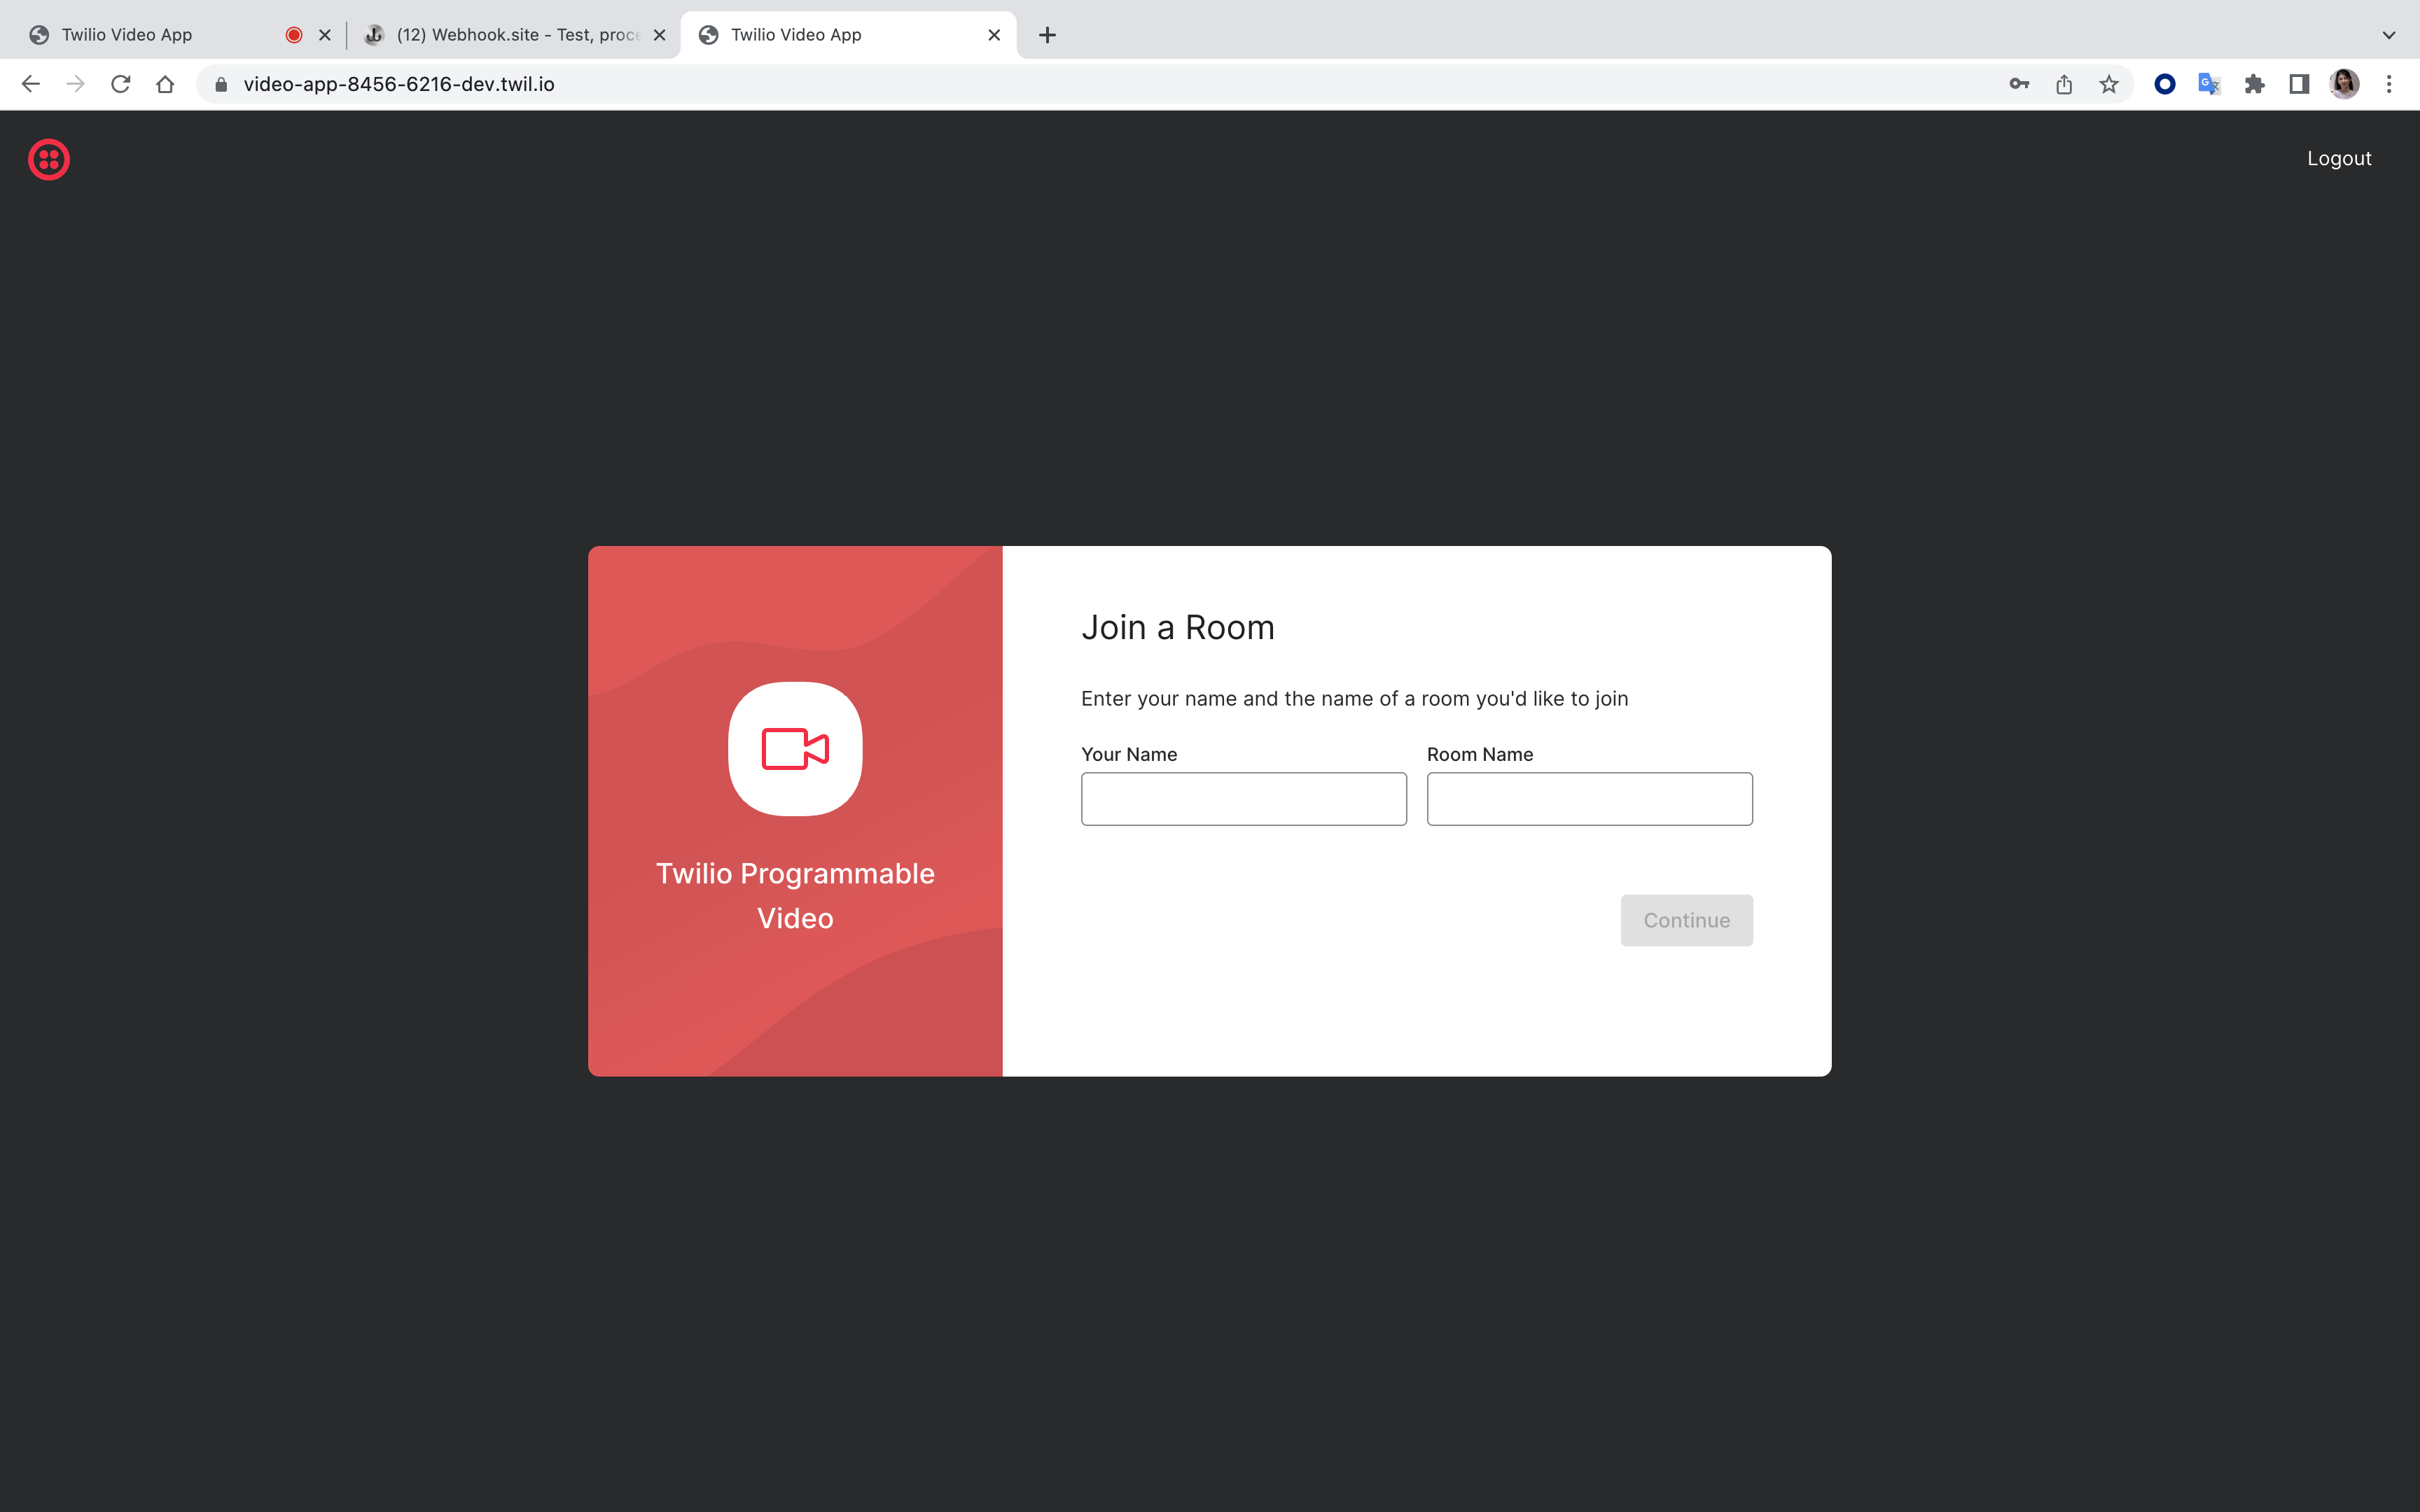 Twilio Video App
(12) Webhook.site - Test, proce
Twilio Video App
video-app-8456-6216-dev.twil.io
Logout
Twilio Programmable
Video
Join a Room
Enter your name and the name of a room you'd like to join
Your Name
Room Name
Continue